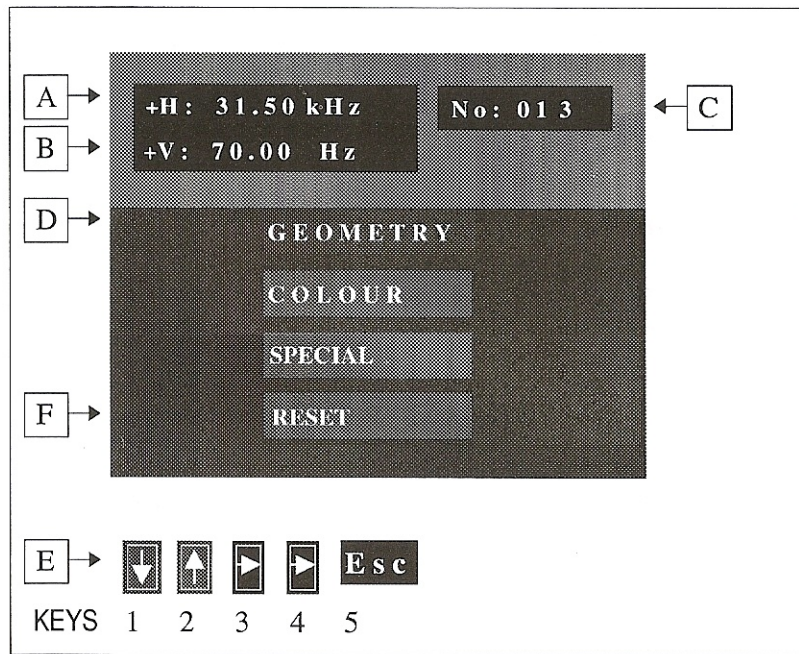 A
+H: 31.50 kHz
No: 013
C
B
+V: 70.00 Hz
D
GEOMETRY
COLOUR
SPECIAL
F
RESET
E
Esc
KEYS 1 2 3 4 5